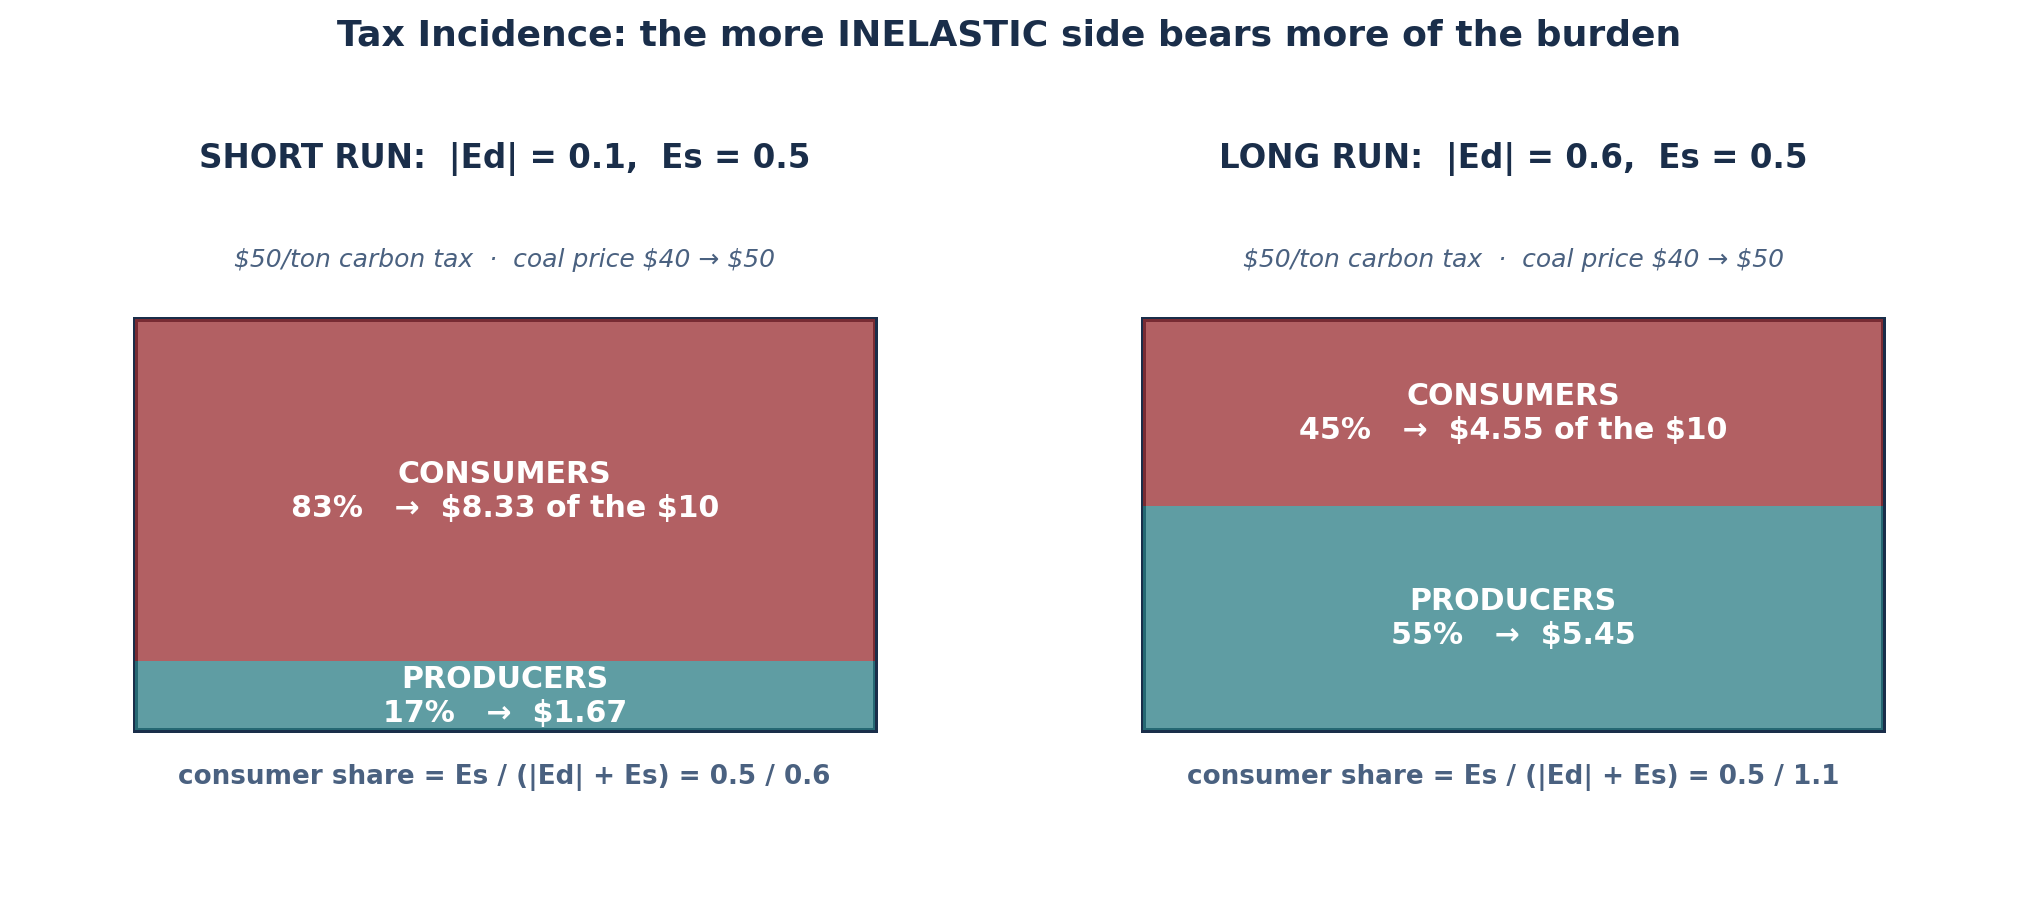 Tax Incidence: the more INELASTIC side bears more of the burden
SHORT RUN: |Ed| = 0.1, Es = 0.5
$50/ton carbon tax · coal price $40 → $50
CONSUMERS
83% → $8.33 of the $10
PRODUCERS
17% → $1.67
consumer share = Es / (|Ed| + Es) = 0.5 / 0.6
LONG RUN: |Ed| = 0.6, Es = 0.5
$50/ton carbon tax · coal price $40 → $50
CONSUMERS
45% → $4.55 of the $10
PRODUCERS
55% → $5.45
consumer share = Es / (|Ed| + Es) = 0.5 / 1.1